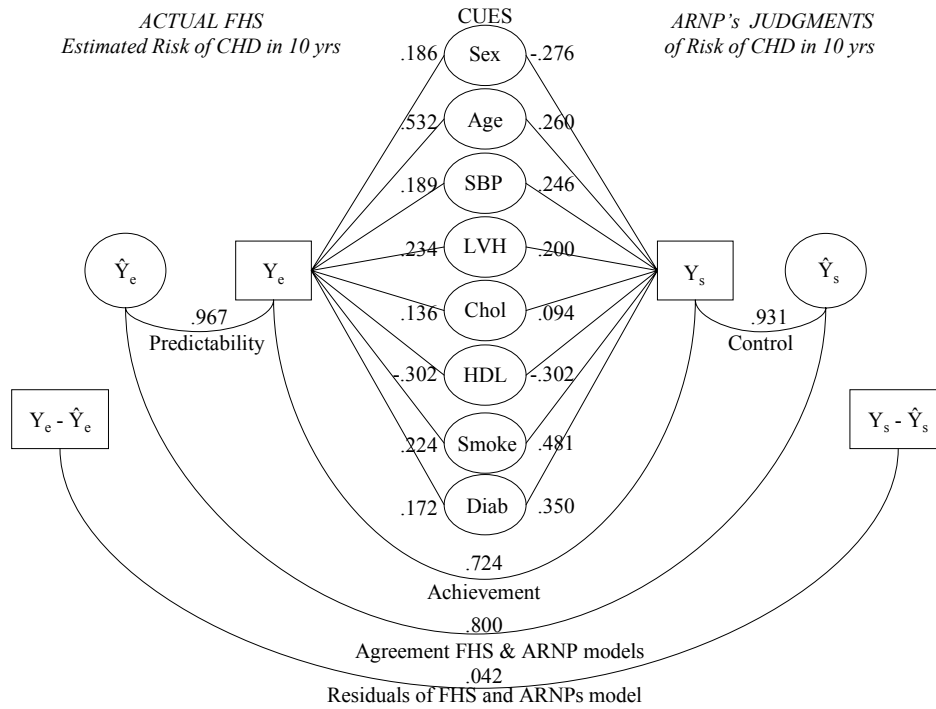 ACTUAL FHS
Estimated Risk of CHD in 10 yrs
CUES
ARNP's JUDGMENTS
of Risk of CHD in 10 yrs
.186 Sex -.276
.532 Age .260
.189 SBP .246
.234 LVH .200
Ŷe Ye Ys Ŷs
.136 Chol .094
.967
Predictability
.931
Control
-.302 HDL -.302
Ye - Ŷe Ys - Ŷs
.224 Smoke .481
.172 Diab .350
.724
Achievement
.800
Agreement FHS & ARNP models
.042
Residuals of FHS and ARNPs model